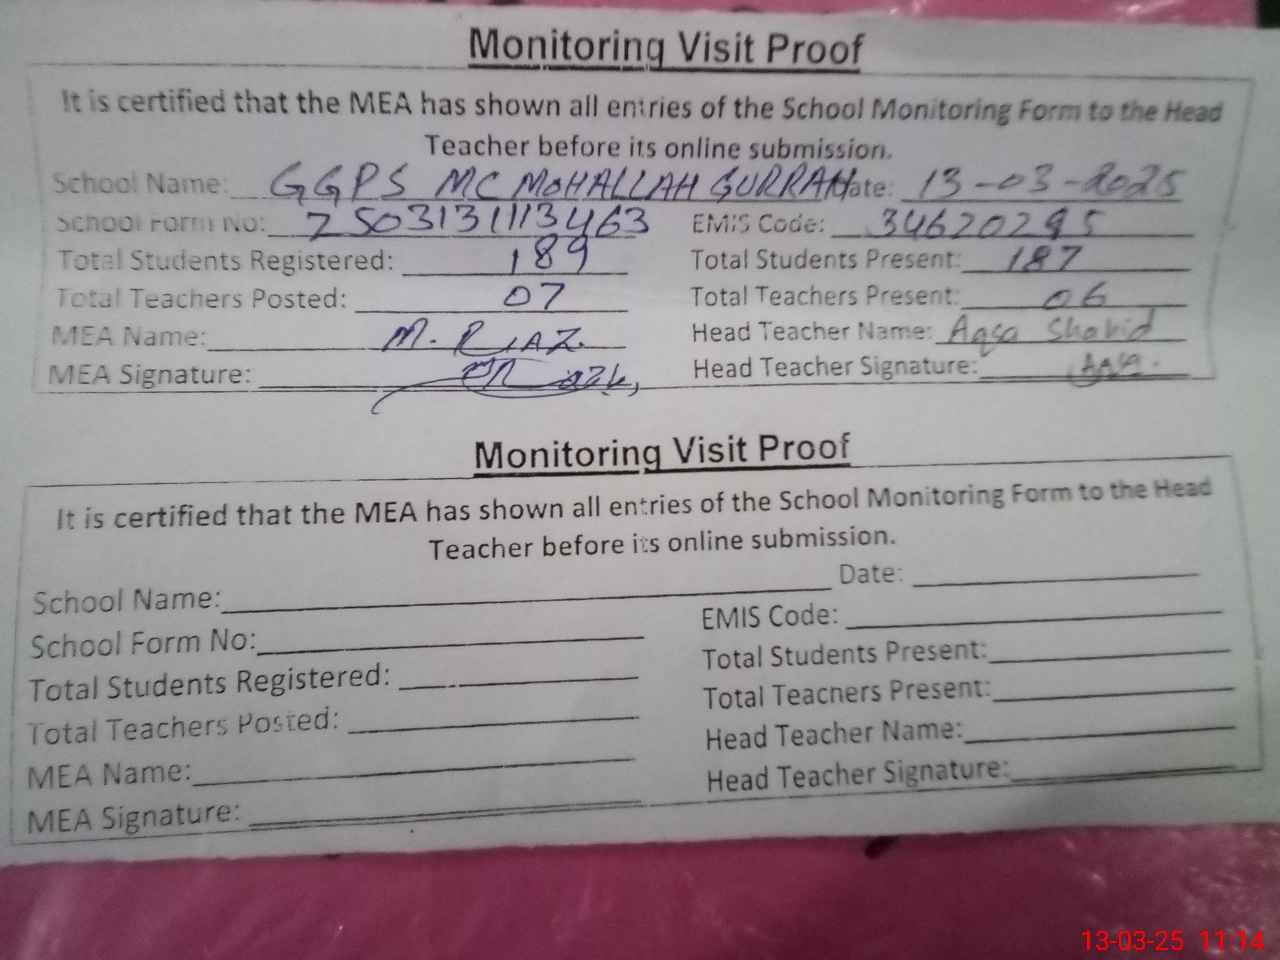 Monitoring Visit Proof
It is certified that the MEA has shown all entries of the School Monitoring Form to the Head
Teacher before its online submission.
School Name: GGPS MC MOHALLAH GURRAH Date: 13-03-2025
School Form No: 25031311113463 EMIS Code: 34620295
Total Students Registered: 189 Total Students Present: 187
Total Teachers Posted: 07 Total Teachers Present: 06
MEA Name: M. RIAZ Head Teacher Name: Aqsa Shahid
MEA Signature: Head Teacher Signature:
Monitoring Visit Proof
It is certified that the MEA has shown all entries of the School Monitoring Form to the Head
Teacher before its online submission.
School Name: Date:
School Form No: EMIS Code:
Total Students Registered: Total Students Present:
Total Teachers Posted: Total Teachers Present:
MEA Name: Head Teacher Name:
MEA Signature: Head Teacher Signature:
13-03-25 11:14